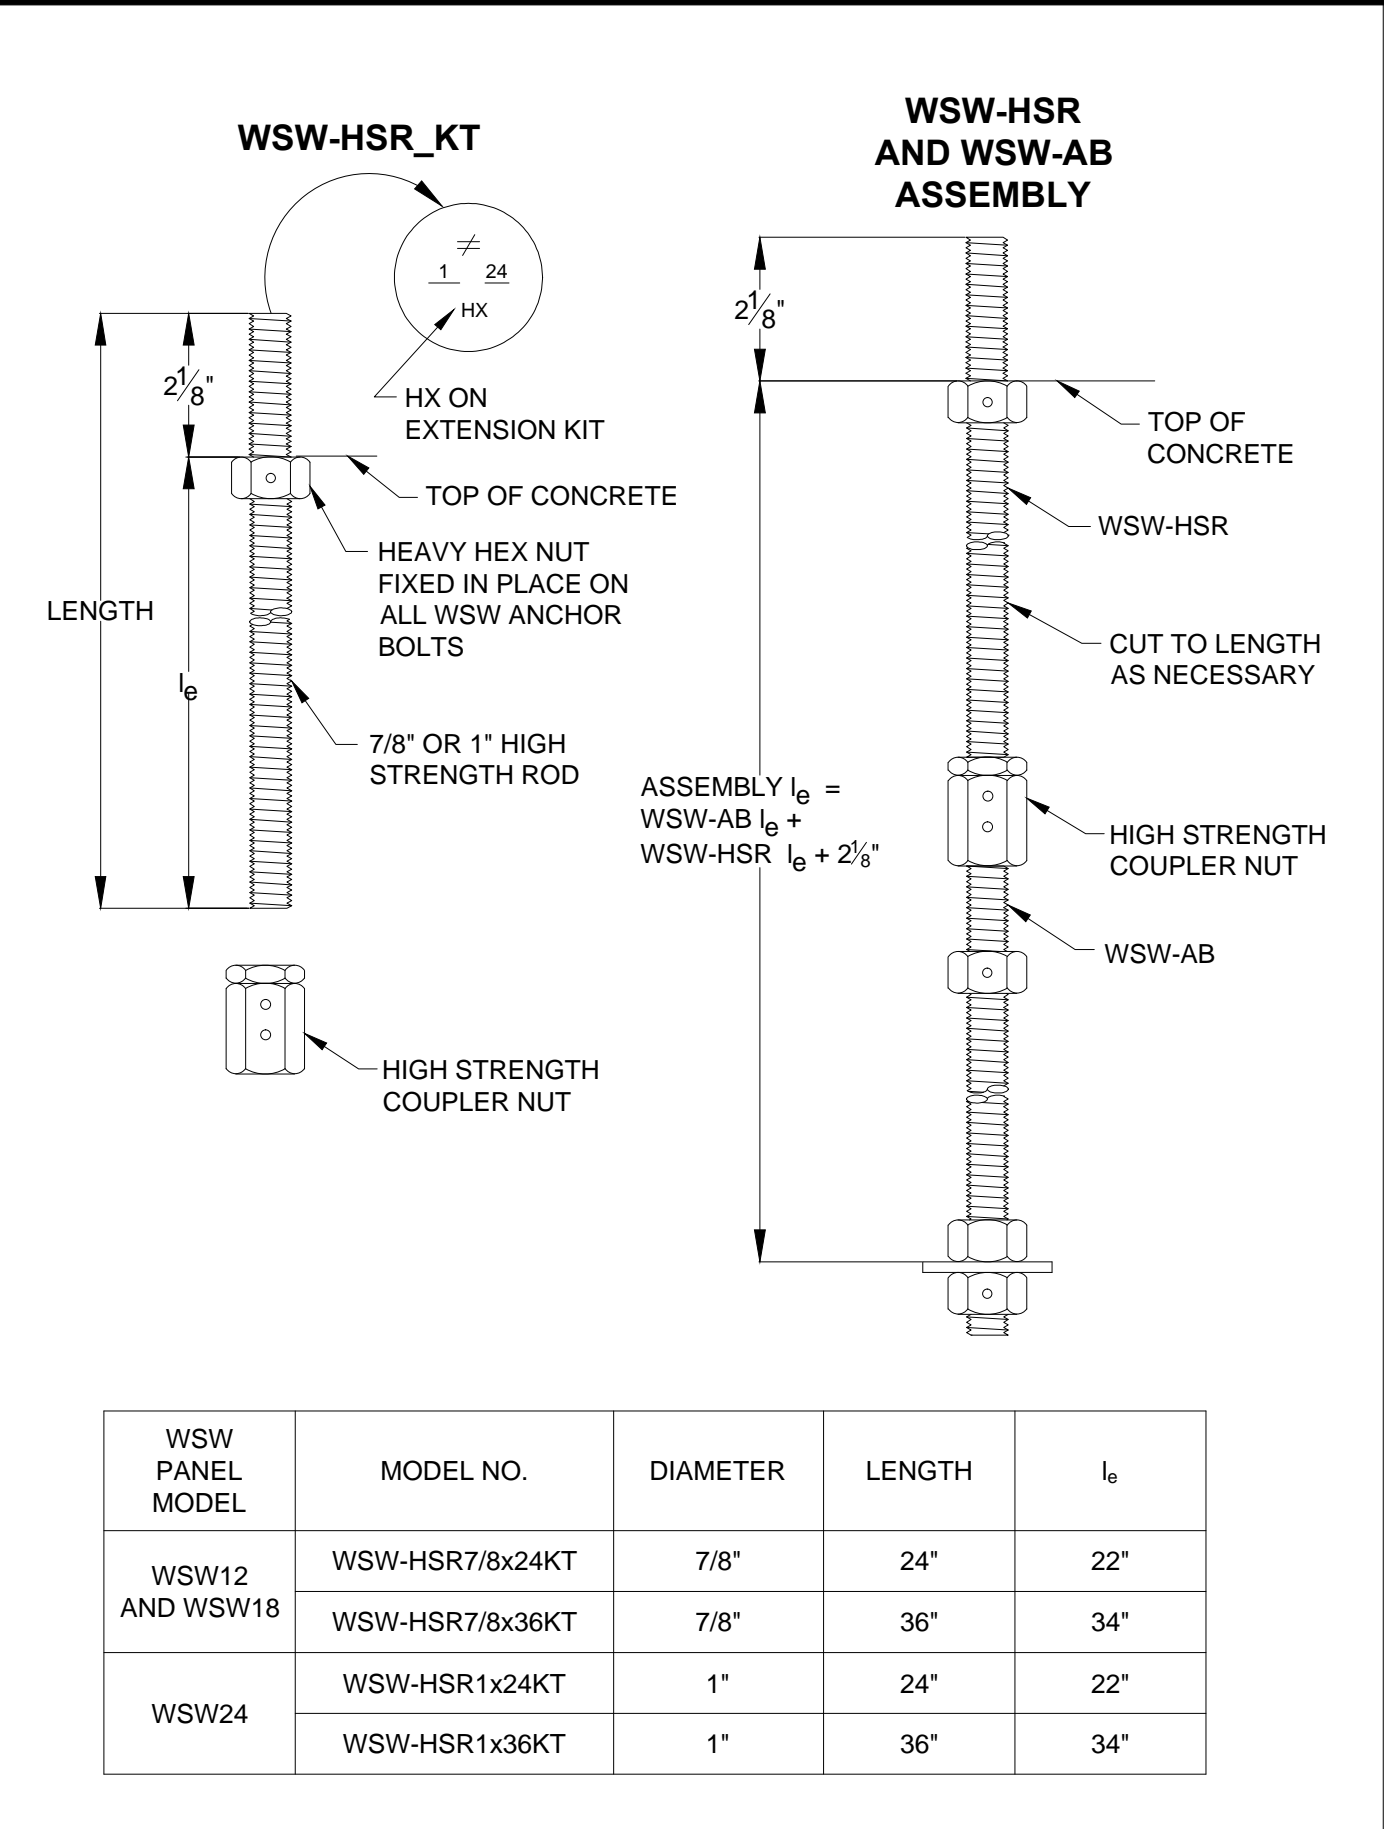 WSW-HSR_KT
≠
1 24
HX
HX ON
EXTENSION KIT
2 1/8"
TOP OF CONCRETE
HEAVY HEX NUT
FIXED IN PLACE ON
ALL WSW ANCHOR
BOLTS
LENGTH
le
7/8" OR 1" HIGH
STRENGTH ROD
HIGH STRENGTH
COUPLER NUT
WSW-HSR
AND WSW-AB
ASSEMBLY
2 1/8"
TOP OF
CONCRETE
WSW-HSR
CUT TO LENGTH
AS NECESSARY
ASSEMBLY le =
WSW-AB le +
WSW-HSR le + 2 1/8"
HIGH STRENGTH
COUPLER NUT
WSW-AB
WSW
PANEL
MODEL
MODEL NO.
DIAMETER
LENGTH
le
WSW12
AND WSW18
WSW-HSR7/8x24KT 7/8" 24" 22"
WSW-HSR7/8x36KT 7/8" 36" 34"
WSW24
WSW-HSR1x24KT 1" 24" 22"
WSW-HSR1x36KT 1" 36" 34"